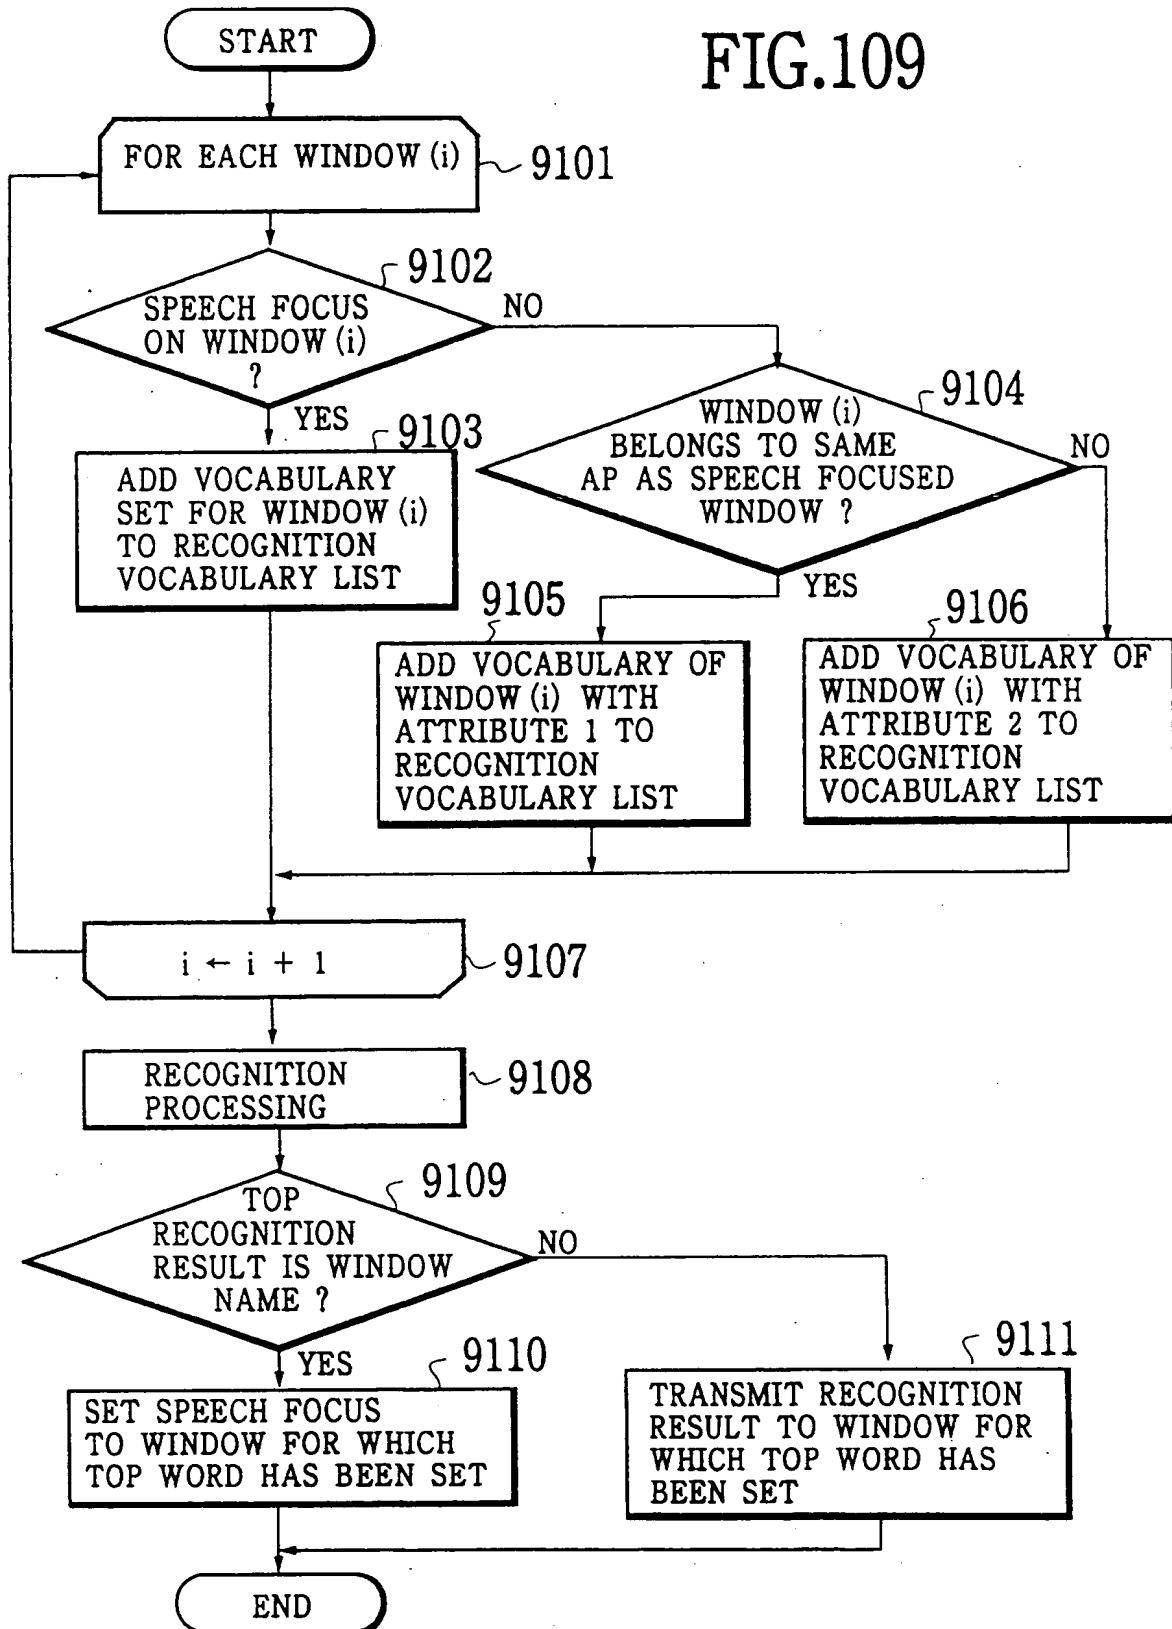 START
FIG.109
FOR EACH WINDOW (i)
9101
9102
SPEECH FOCUS
ON WINDOW (i)
?
NO
YES
9103
ADD VOCABULARY
SET FOR WINDOW (i)
TO RECOGNITION
VOCABULARY LIST
9104
WINDOW (i)
BELONGS TO SAME
AP AS SPEECH FOCUSED
WINDOW ?
NO
YES
9105
ADD VOCABULARY OF
WINDOW (i) WITH
ATTRIBUTE 1 TO
RECOGNITION
VOCABULARY LIST
9106
ADD VOCABULARY OF
WINDOW (i) WITH
ATTRIBUTE 2 TO
RECOGNITION
VOCABULARY LIST
i ← i + 1
9107
RECOGNITION
PROCESSING
9108
9109
TOP
RECOGNITION
RESULT IS WINDOW
NAME ?
NO
YES
9110
SET SPEECH FOCUS
TO WINDOW FOR WHICH
TOP WORD HAS BEEN SET
9111
TRANSMIT RECOGNITION
RESULT TO WINDOW FOR
WHICH TOP WORD HAS
BEEN SET
END